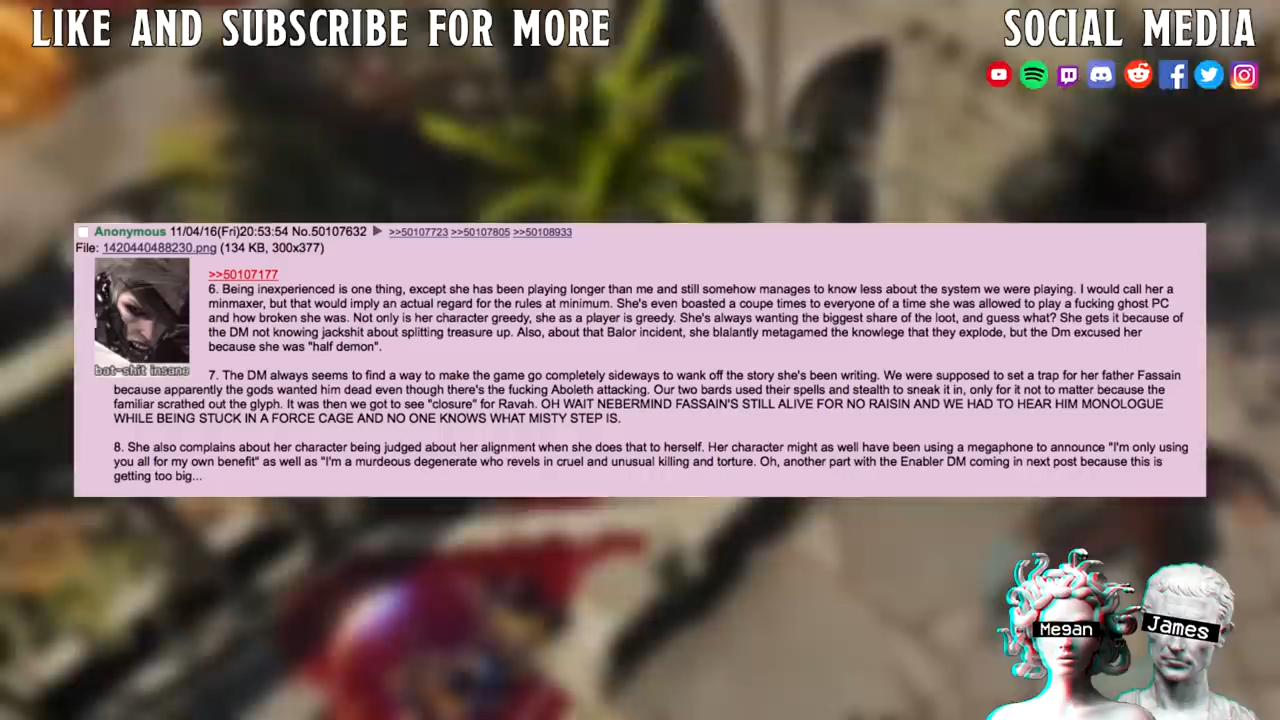 LIKE AND SUBSCRIBE FOR MORE
SOCIAL MEDIA
Anonymous 11/04/16(Fri)20:53:54 No.50107632 ▶ >>50107723 >>50107805 >>50108933
File: 1420440488230.png (134 KB, 300x377)
>>50107177
6. Being inexperienced is one thing, except she has been playing longer than me and still somehow manages to know less about the system we were playing. I would call her a
minmaxer, but that would imply an actual regard for the rules at minimum. She's even boasted a coupe times to everyone of a time she was allowed to play a fucking ghost PC
and how broken she was. Not only is her character greedy, she as a player is greedy. She's always wanting the biggest share of the loot, and guess what? She gets it because of
the DM not knowing jackshit about splitting treasure up. Also, about that Balor incident, she blalantly metagamed the knowlege that they explode, but the Dm excused her
because she was "half demon".
bat-shit insane
7. The DM always seems to find a way to make the game go completely sideways to wank off the story she's been writing. We were supposed to set a trap for her father Fassain
because apparently the gods wanted him dead even though there's the fucking Aboleth attacking. Our two bards used their spells and stealth to sneak it in, only for it not to matter because the
familiar scrathed out the glyph. It was then we got to see "closure" for Ravah. OH WAIT NEBERMIND FASSAIN'S STILL ALIVE FOR NO RAISIN AND WE HAD TO HEAR HIM MONOLOGUE
WHILE BEING STUCK IN A FORCE CAGE AND NO ONE KNOWS WHAT MISTY STEP IS.
8. She also complains about her character being judged about her alignment when she does that to herself. Her character might as well have been using a megaphone to announce "I'm only using
you all for my own benefit" as well as "I'm a murdeous degenerate who revels in cruel and unusual killing and torture. Oh, another part with the Enabler DM coming in next post because this is
getting too big...
Megan
James